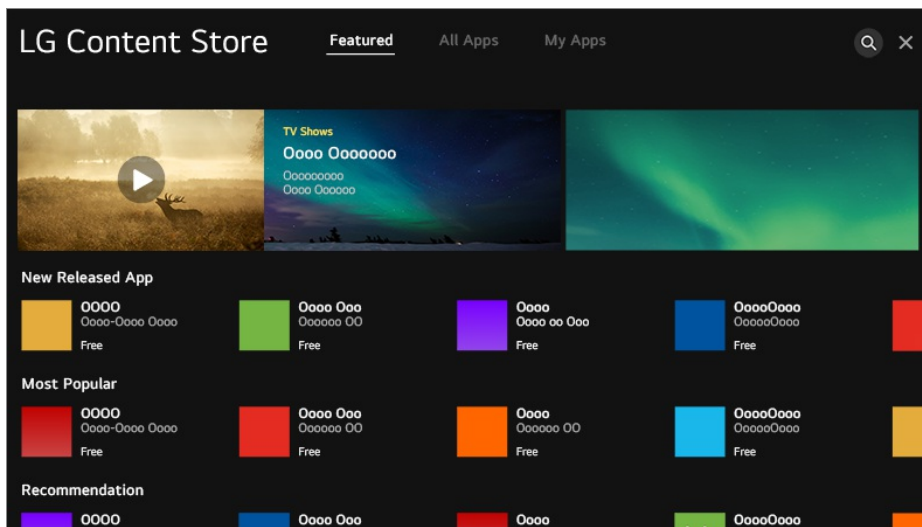 LG Content Store
Featured
All Apps
My Apps
TV Shows
Oooo Ooooooo
Ooooooooo
Oooo Oooooo
New Released App
OOOO
Oooo-Oooo Oooo
Free
Oooo Ooo
Oooooo OO
Free
Oooo
Oooo oo Ooo
Free
OoooOooo
OooooOooo
Free
Most Popular
OOOO
Oooo-Oooo Oooo
Free
Oooo Ooo
Oooooo OO
Free
Oooo
Oooooo OO
Free
OoooOooo
OooooOooo
Free
Recommendation
OOOO
Oooo Ooo
Oooo
OoooOooo